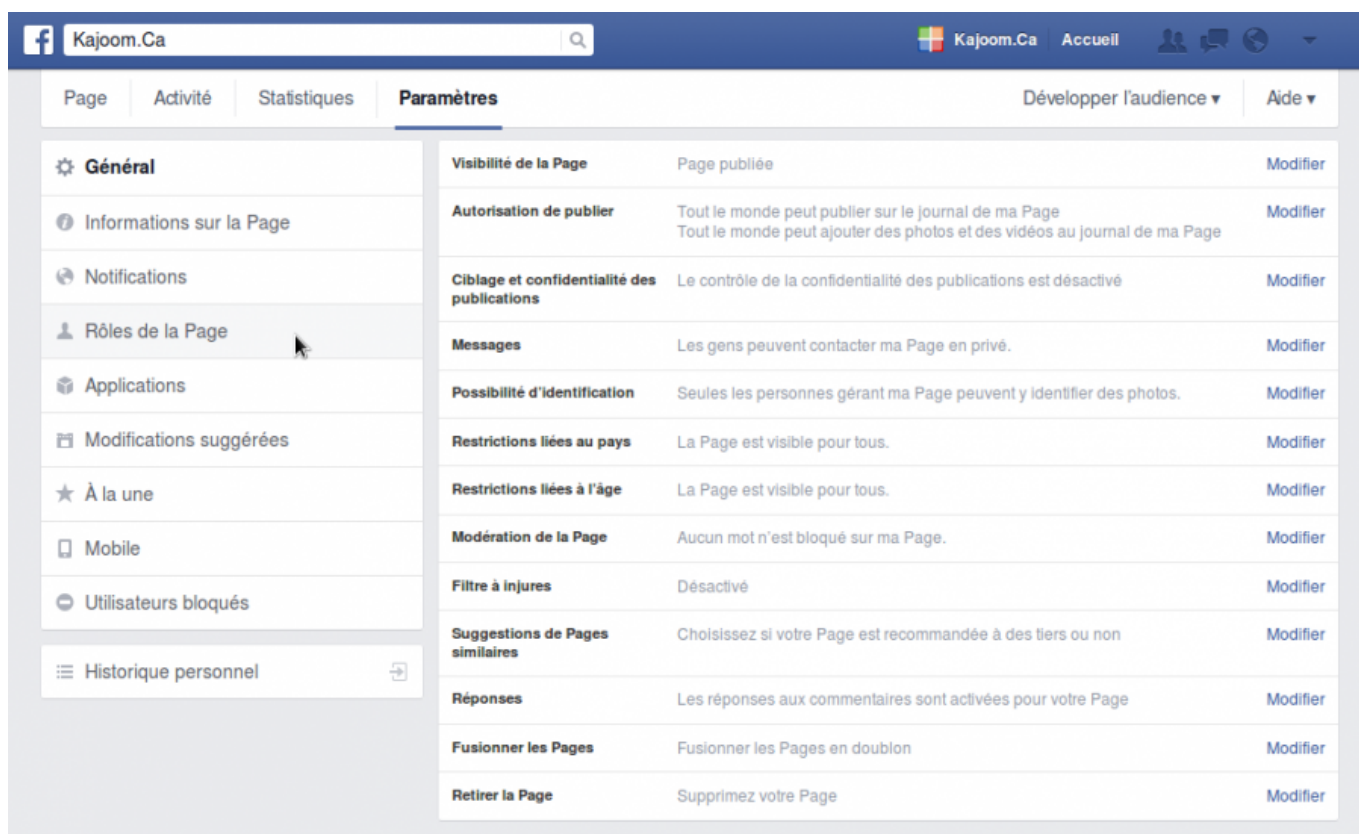 f Kajoom.Ca Kajoom.Ca Accueil
Page Activité Statistiques Paramètres Développer l'audience ▾ Aide ▾
Général
Informations sur la Page
Notifications
Rôles de la Page
Applications
Modifications suggérées
À la une
Mobile
Utilisateurs bloqués
Historique personnel
Visibilité de la Page Page publiée Modifier
Autorisation de publier Tout le monde peut publier sur le journal de ma Page Modifier
Tout le monde peut ajouter des photos et des vidéos au journal de ma Page
Ciblage et confidentialité des Le contrôle de la confidentialité des publications est désactivé Modifier
publications
Messages Les gens peuvent contacter ma Page en privé. Modifier
Possibilité d'identification Seules les personnes gérant ma Page peuvent y identifier des photos. Modifier
Restrictions liées au pays La Page est visible pour tous. Modifier
Restrictions liées à l'âge La Page est visible pour tous. Modifier
Modération de la Page Aucun mot n'est bloqué sur ma Page. Modifier
Filtre à injures Désactivé Modifier
Suggestions de Pages Choisissez si votre Page est recommandée à des tiers ou non Modifier
similaires
Réponses Les réponses aux commentaires sont activées pour votre Page Modifier
Fusionner les Pages Fusionner les Pages en doublon Modifier
Retirer la Page Supprimez votre Page Modifier